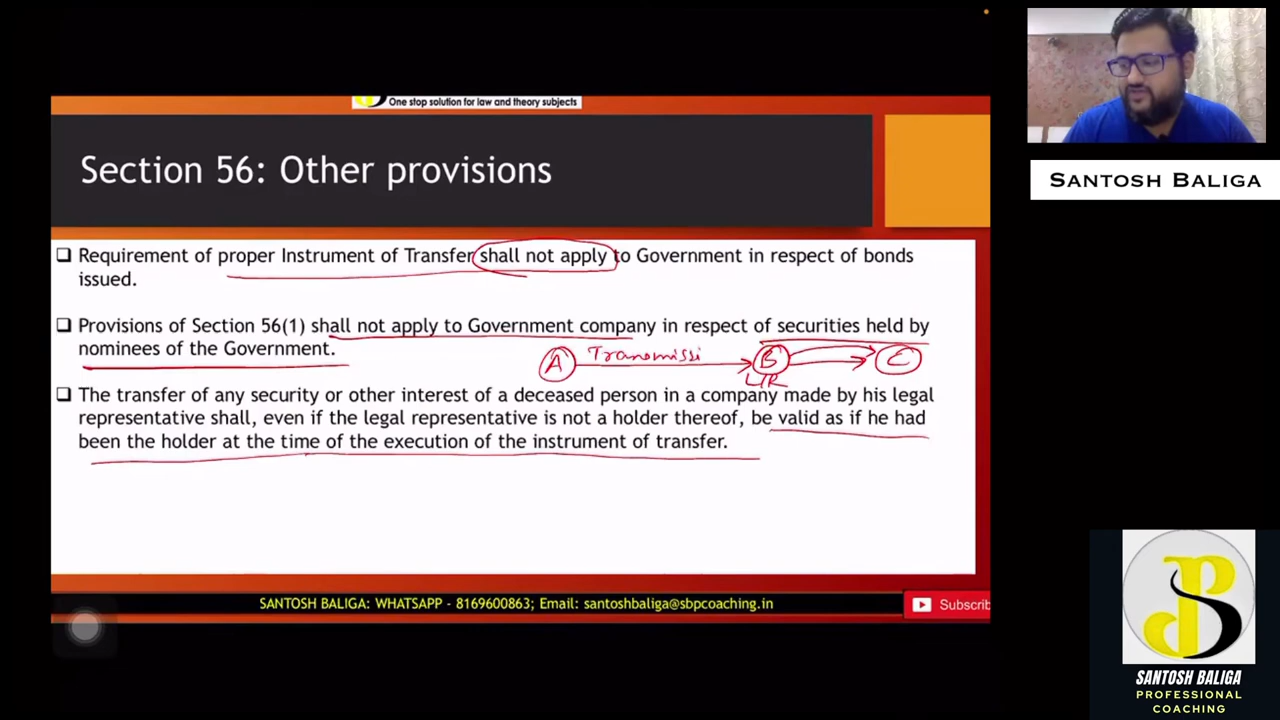 One stop solution for law and theory subjects
Section 56: Other provisions
Requirement of proper Instrument of Transfer shall not apply to Government in respect of bonds
issued.
Provisions of Section 56(1) shall not apply to Government company in respect of securities held by
nominees of the Government.
A Transmissi B C
L/R
The transfer of any security or other interest of a deceased person in a company made by his legal
representative shall, even if the legal representative is not a holder thereof, be valid as if he had
been the holder at the time of the execution of the instrument of transfer.
SANTOSH BALIGA: WHATSAPP - 8169600863; Email: santoshbaliga@sbpcoaching.in
Subscrib
SANTOSH BALIGA
SANTOSH BALIGA
PROFESSIONAL
COACHING